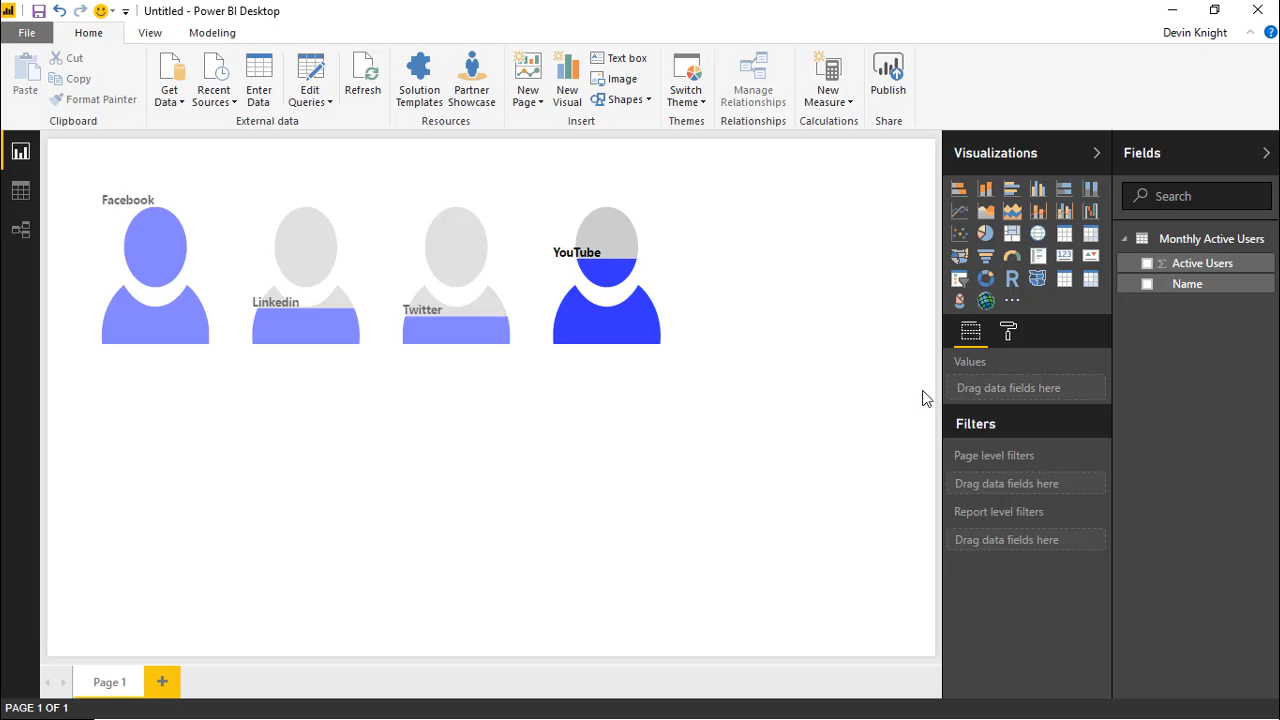 Untitled - Power BI Desktop
File
Home
View
Modeling
Devin Knight
Paste
Cut
Copy
Format Painter
Clipboard
Get Data
Recent Sources
Enter Data
Edit Queries
Refresh
External data
Solution Templates
Partner Showcase
Resources
New Page
New Visual
Text box
Image
Shapes
Insert
Switch Theme
Themes
Manage Relationships
Relationships
New Measure
Calculations
Publish
Share
Facebook
Linkedin
Twitter
YouTube
Visualizations
R
123
Values
Drag data fields here
Filters
Page level filters
Drag data fields here
Report level filters
Drag data fields here
Fields
Search
Monthly Active Users
Σ Active Users
Name
Page 1
PAGE 1 OF 1